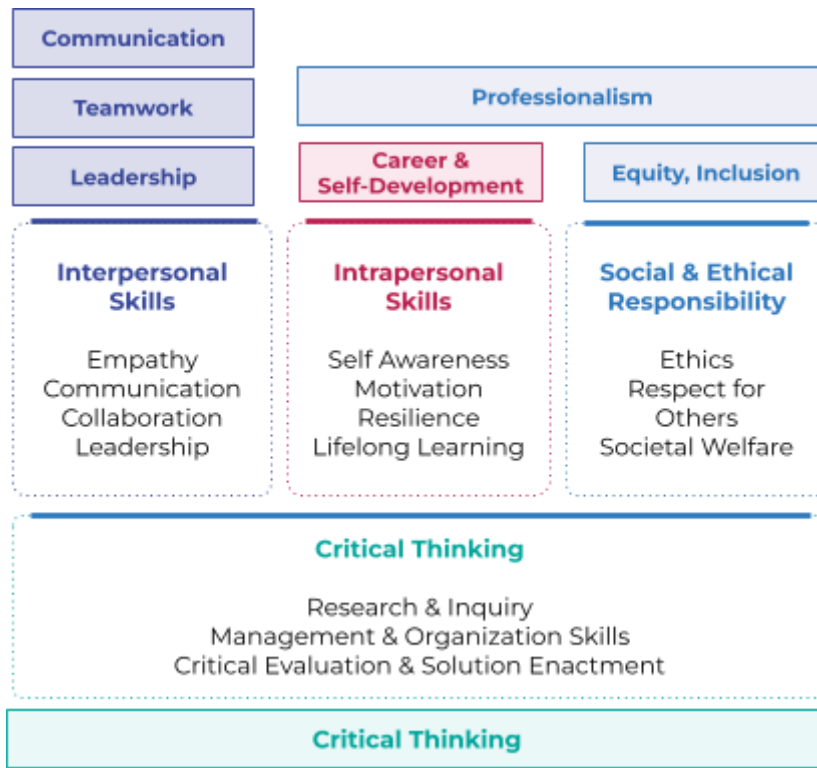 Communication
Teamwork
Leadership
Professionalism
Career &
Self-Development
Equity, Inclusion
Interpersonal
Skills
Empathy
Communication
Collaboration
Leadership
Intrapersonal
Skills
Self Awareness
Motivation
Resilience
Lifelong Learning
Social & Ethical
Responsibility
Ethics
Respect for
Others
Societal Welfare
Critical Thinking
Research & Inquiry
Management & Organization Skills
Critical Evaluation & Solution Enactment
Critical Thinking